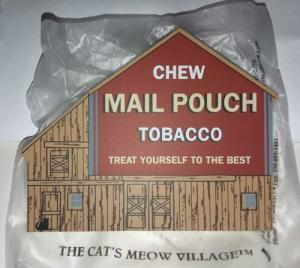 CHEW
MAIL POUCH
TOBACCO
TREAT YOURSELF TO THE BEST
THE CAT'S MEOW VILLAGE™